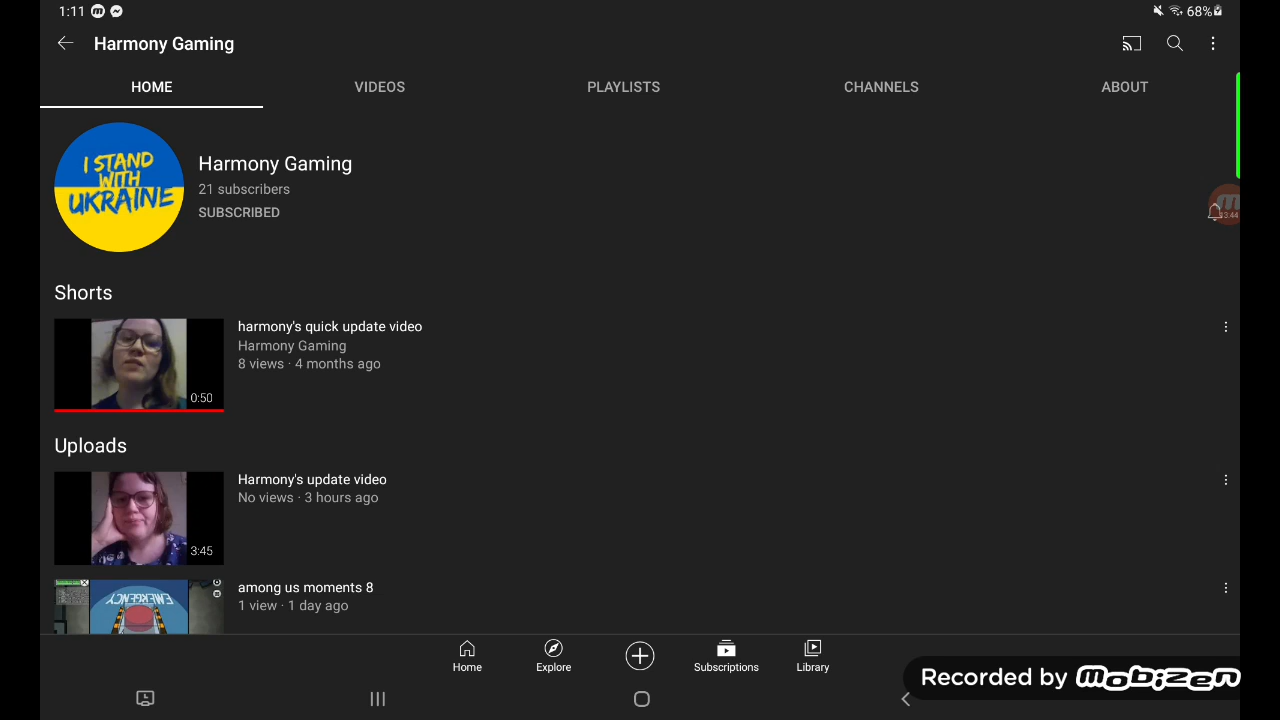 1:11
68%
Harmony Gaming
HOME VIDEOS PLAYLISTS CHANNELS ABOUT
I STAND
WITH
UKRAINE
Harmony Gaming
21 subscribers
SUBSCRIBED
3:44
Shorts
harmony's quick update video
Harmony Gaming
8 views · 4 months ago
0:50
Uploads
Harmony's update video
No views · 3 hours ago
3:45
among us moments 8
1 view · 1 day ago
EMERGENCY
Home Explore Subscriptions Library
Recorded by mobizen